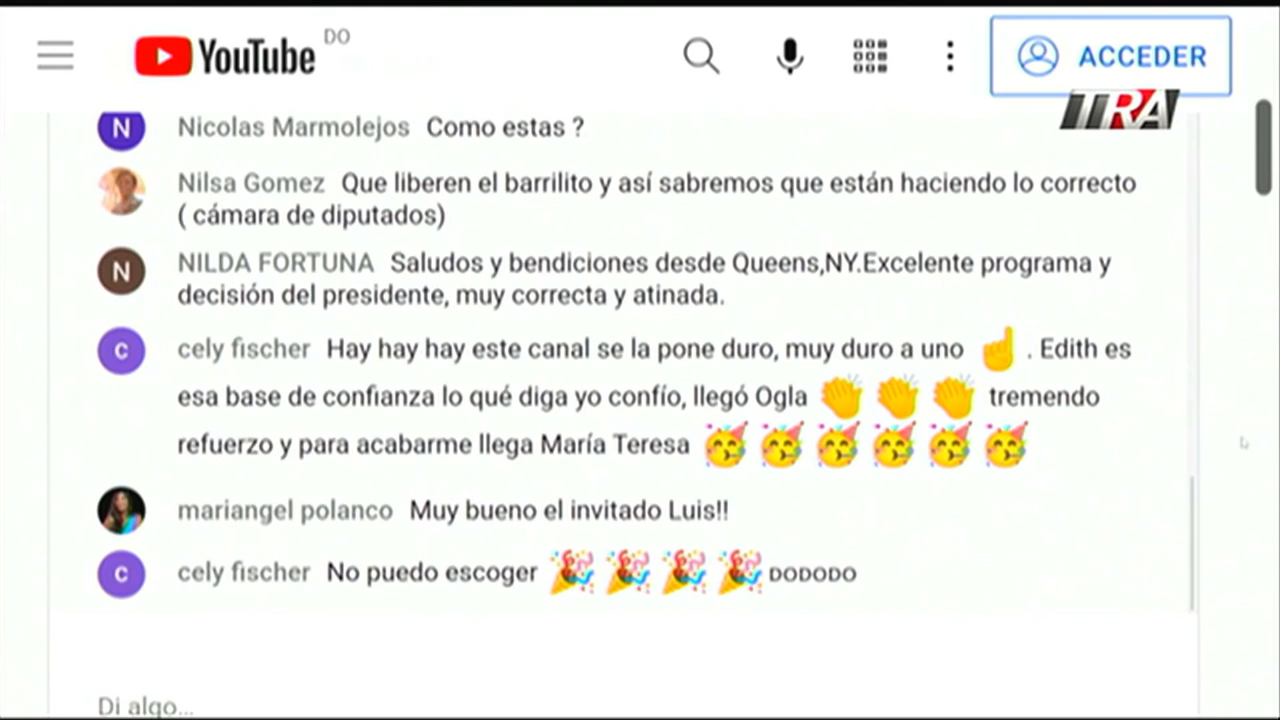 YouTube DO
ACCEDER
TRA
N Nicolas Marmolejos Como estas ?
Nilsa Gomez Que liberen el barrilito y así sabremos que están haciendo lo correcto
( cámara de diputados)
N NILDA FORTUNA Saludos y bendiciones desde Queens,NY.Excelente programa y
decisión del presidente, muy correcta y atinada.
C cely fischer Hay hay hay este canal se la pone duro, muy duro a uno ☝️ . Edith es
esa base de confianza lo qué diga yo confío, llegó Ogla 👏 👏 👏 tremendo
refuerzo y para acabarme llega María Teresa 🥳 🥳 🥳 🥳 🥳 🥳
mariangel polanco Muy bueno el invitado Luis!!
C cely fischer No puedo escoger 🎉 🎉 🎉 🎉 DODODO
Di algo...